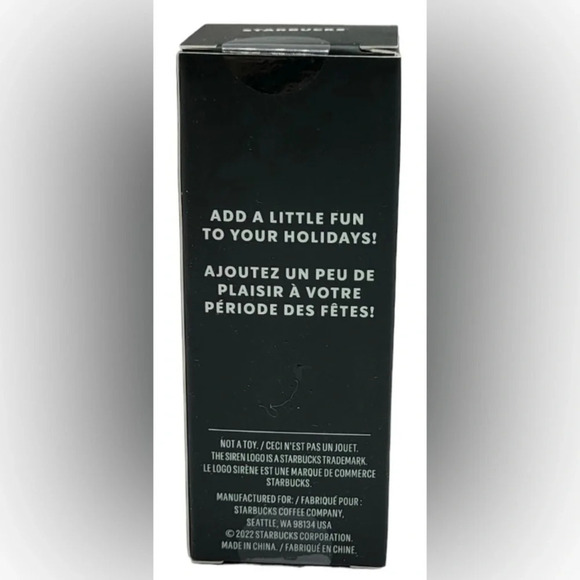 STARBUCKS
ADD A LITTLE FUN
TO YOUR HOLIDAYS!
AJOUTEZ UN PEU DE
PLAISIR À VOTRE
PÉRIODE DES FÊTES!
NOT A TOY. / CECI N'EST PAS UN JOUET.
THE SIREN LOGO IS A STARBUCKS TRADEMARK.
LE LOGO SIRÈNE EST UNE MARQUE DE COMMERCE
STARBUCKS.
MANUFACTURED FOR: / FABRIQUÉ POUR :
STARBUCKS COFFEE COMPANY,
SEATTLE, WA 98134 USA
© 2022 STARBUCKS CORPORATION.
MADE IN CHINA. / FABRIQUÉ EN CHINE.